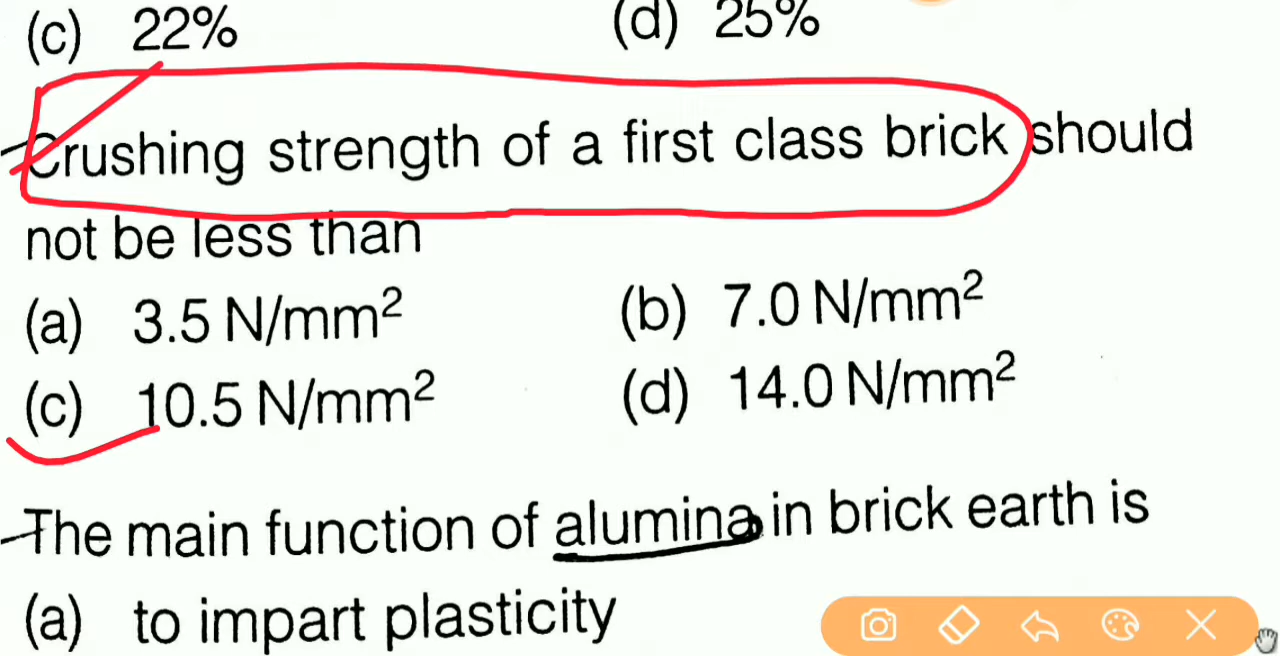 (c) 22% (d) 25%
Crushing strength of a first class brick should
not be less than
(a) 3.5 N/mm² (b) 7.0 N/mm²
(c) 10.5 N/mm² (d) 14.0 N/mm²
The main function of alumina in brick earth is
(a) to impart plasticity